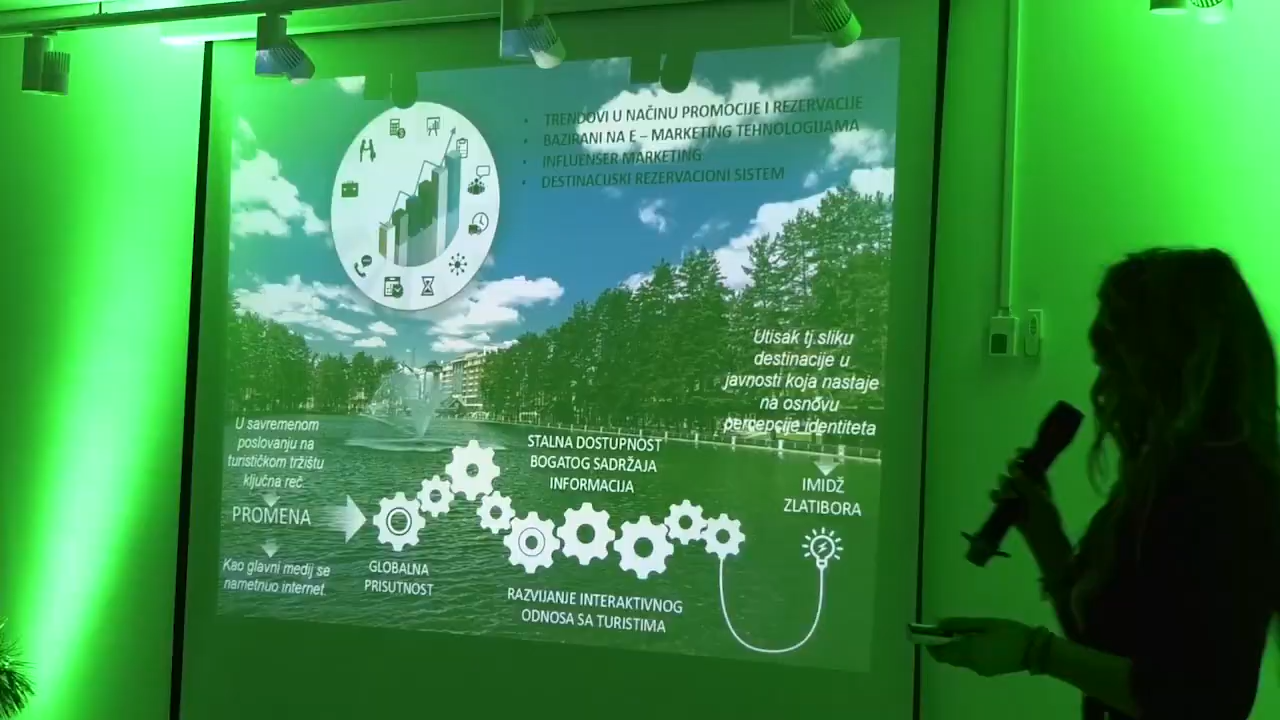 TRENDOVI U NAČINU PROMOCIJE I REZERVACIJE
BAZIRANI NA E – MARKETING TEHNOLOGIJAMA
INFLUENSER MARKETING
DESTINACIJSKI REZERVACIONI SISTEM
Utisak tj.sliku
destinacije u
javnosti koja nastaje
na osnovu
percepcije identiteta
IMIDŽ
ZLATIBORA
U savremenom
poslovanju na
turističkom tržištu
ključna reč
PROMENA
Kao glavni medij se
nametnuo internet.
GLOBALNA
PRISUTNOST
STALNA DOSTUPNOST
BOGATOG SADRŽAJA
INFORMACIJA
RAZVIJANJE INTERAKTIVNOG
ODNOSA SA TURISTIMA